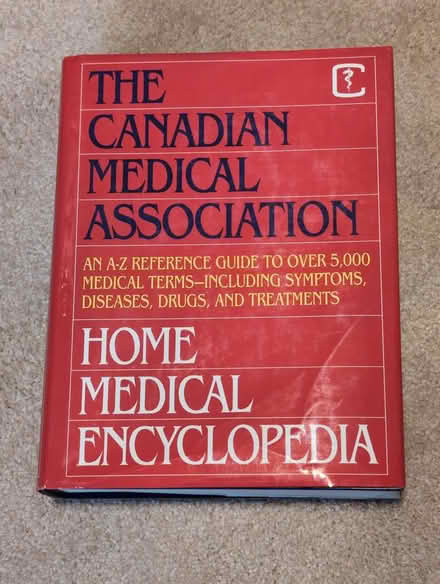 THE
CANADIAN
MEDICAL
ASSOCIATION
AN A-Z REFERENCE GUIDE TO OVER 5,000
MEDICAL TERMS—INCLUDING SYMPTOMS,
DISEASES, DRUGS, AND TREATMENTS
HOME
MEDICAL
ENCYCLOPEDIA